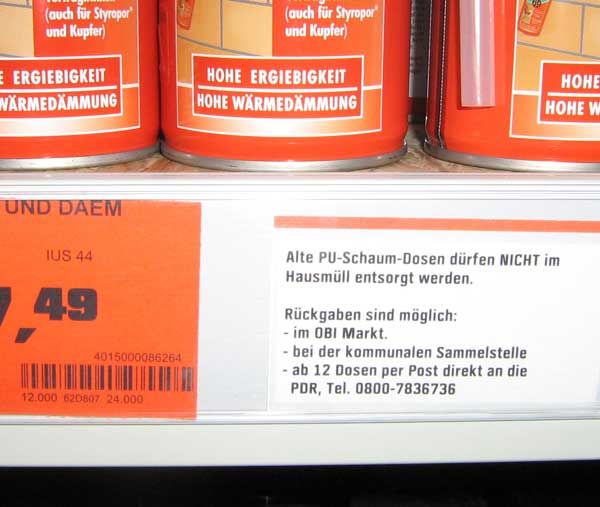 (auch für Styropor®
und Kupfer)
(auch für Styropor®
und Kupfer)
E ERGIEBIGKEIT
WÄRMEDÄMMUNG
HOHE ERGIEBIGKEIT
HOHE WÄRMEDÄMMUNG
HOHE
HOHE W
UND DAEM
IUS 44
7,49
4015000086264
12.000 62D807 24.000
Alte PU-Schaum-Dosen dürfen NICHT im
Hausmüll entsorgt werden.
Rückgaben sind möglich:
- im OBI Markt.
- bei der kommunalen Sammelstelle
- ab 12 Dosen per Post direkt an die
PDR, Tel. 0800-7836736